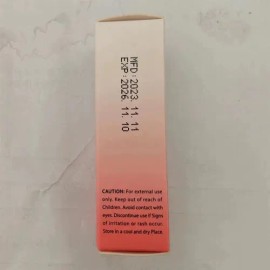 MFD:2023. 11. 11
EXP:2026. 11. 10
CAUTION: For external use
only. Keep out of reach of
Children. Avoid contact with
eyes. Discontinue use if Signs
of irritation or rash occur.
Store in a cool and dry Place